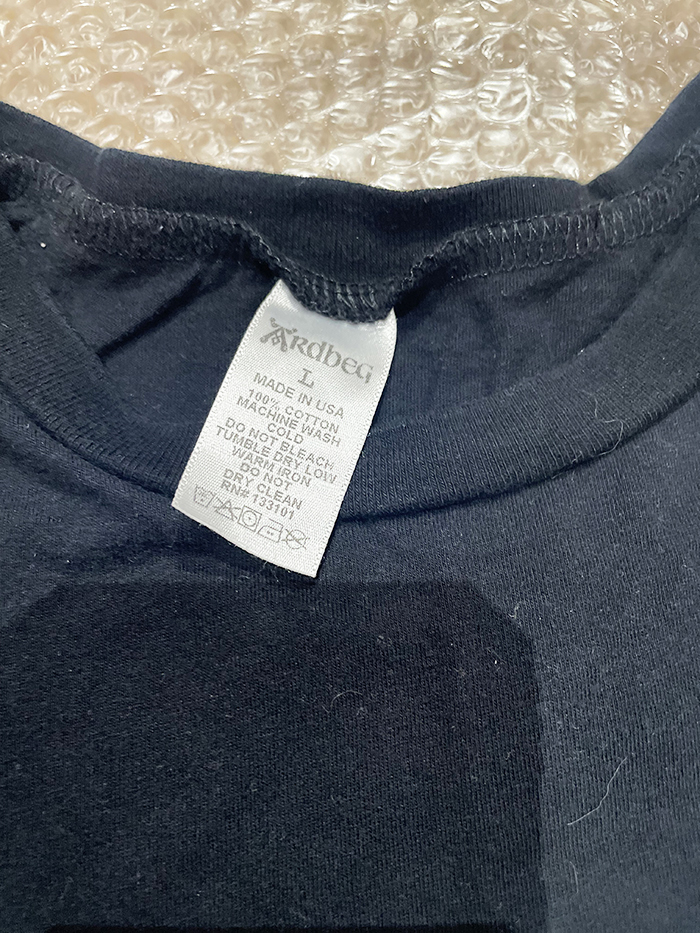 Ardbeg
L
MADE IN USA
100% COTTON
MACHINE WASH
COLD
DO NOT BLEACH
TUMBLE DRY LOW
WARM IRON
DO NOT
DRY CLEAN
RN# 133101